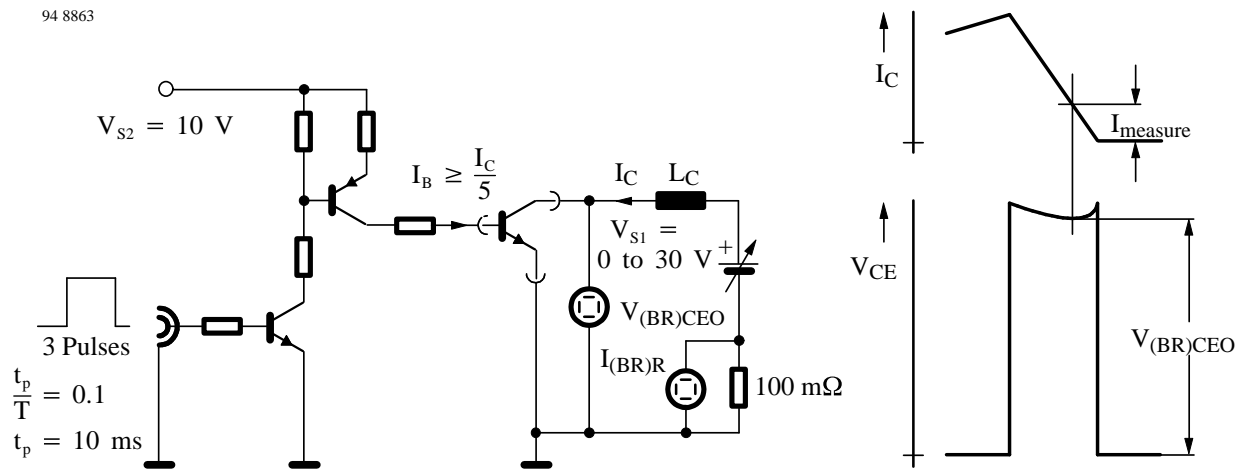 94 8863
V_S2 = 10 V
I_B ≥ I_C/5
I_C
L_C
V_S1 =
0 to 30 V
+
V_(BR)CEO
I_(BR)R
100 mΩ
3 Pulses
t_p/T = 0.1
t_p = 10 ms
I_C
I_measure
V_CE
V_(BR)CEO